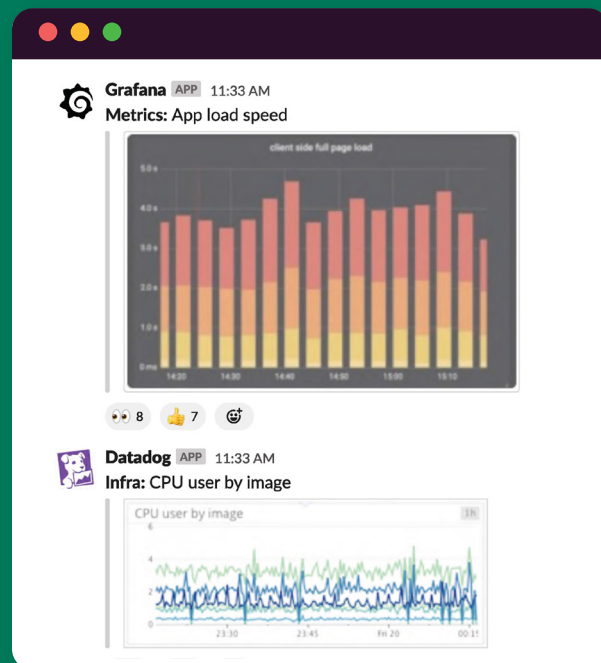 Grafana APP 11:33 AM
Metrics: App load speed
client side full page load
5.0 s
4.0 s
3.0 s
2.0 s
1.0 s
0 ms
14:20 14:30 14:40 14:50 15:00 15:10
8 7
Datadog APP 11:33 AM
Infra: CPU user by image
CPU user by image 1h
6
4
2
0
23:30 23:45 Fri 20 00:15